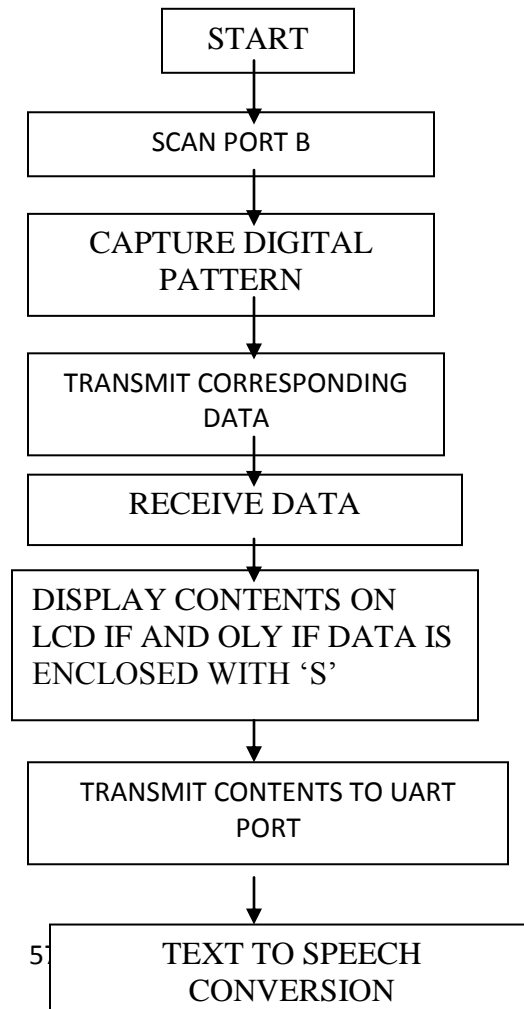 START
SCAN PORT B
CAPTURE DIGITAL
PATTERN
TRANSMIT CORRESPONDING
DATA
RECEIVE DATA
DISPLAY CONTENTS ON
LCD IF AND OLY IF DATA IS
ENCLOSED WITH ‘S’
TRANSMIT CONTENTS TO UART
PORT
TEXT TO SPEECH
CONVERSION